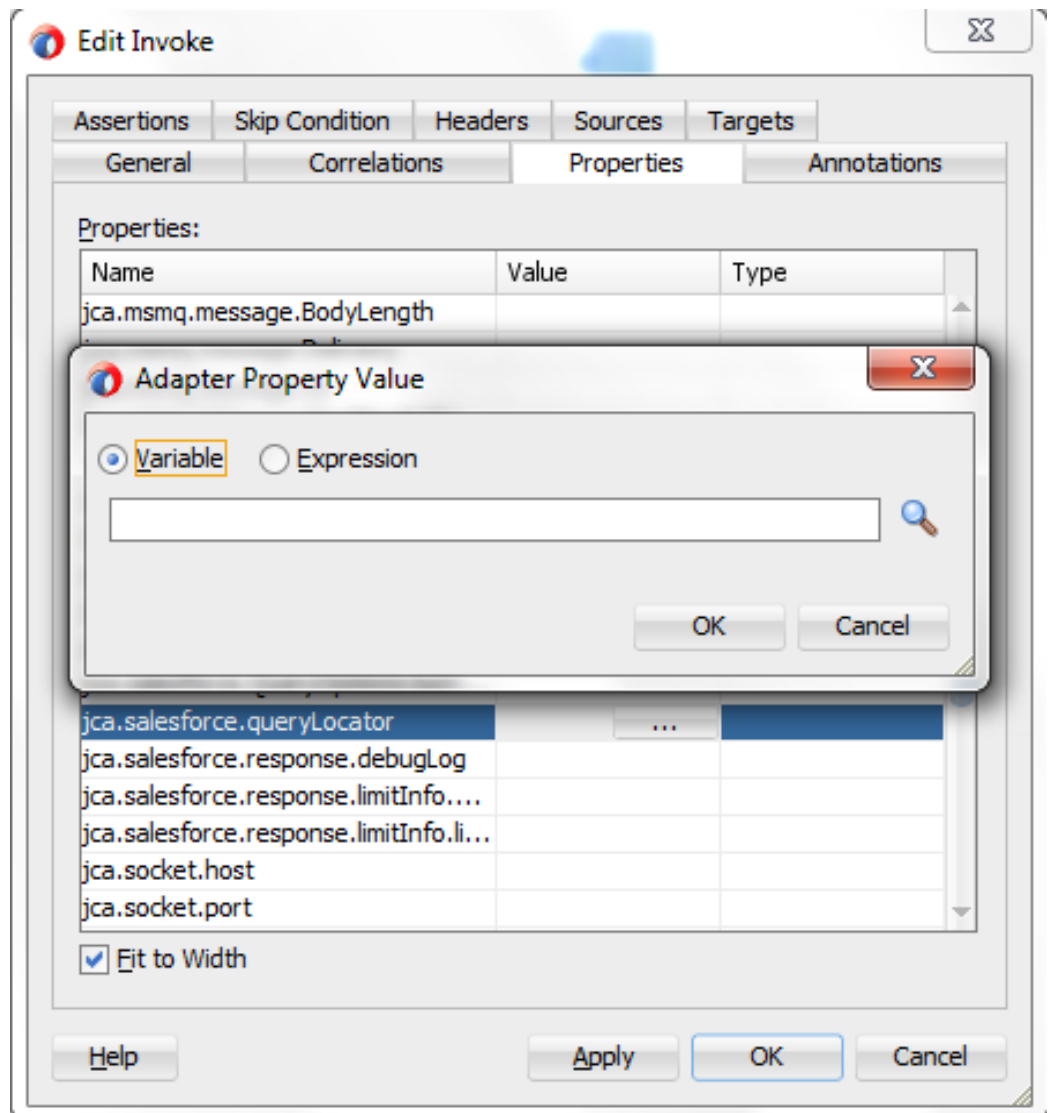 Edit Invoke
Assertions Skip Condition Headers Sources Targets
General Correlations Properties Annotations
Properties:
Name Value Type
jca.msmq.message.BodyLength
Adapter Property Value
Variable Expression
OK Cancel
jca.salesforce.queryLocator ...
jca.salesforce.response.debugLog
jca.salesforce.response.limitInfo....
jca.salesforce.response.limitInfo.li...
jca.socket.host
jca.socket.port
Fit to Width
Help Apply OK Cancel